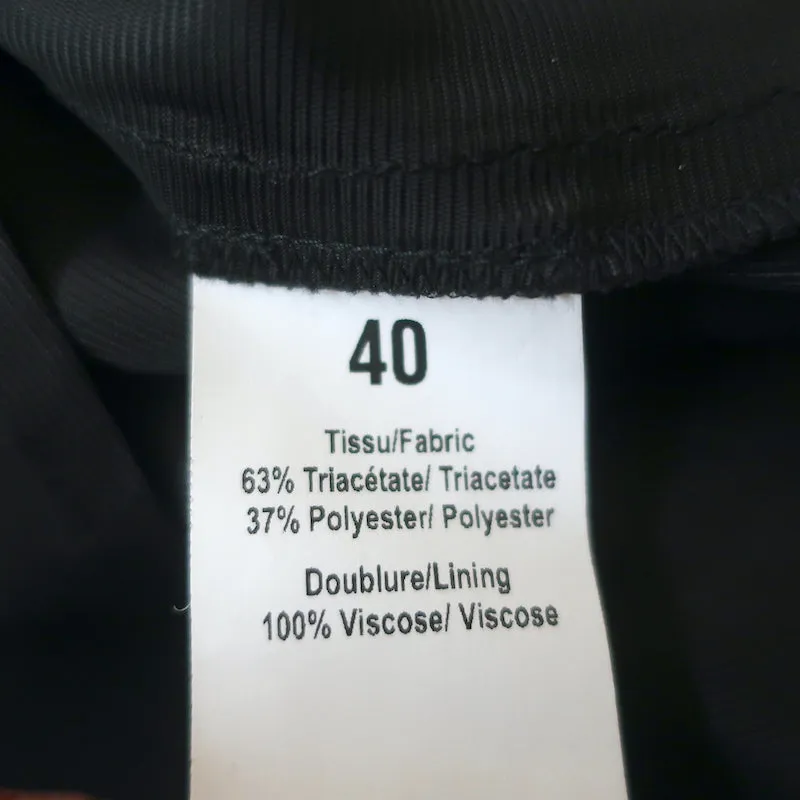 40
Tissu/Fabric
63% Triacétate/ Triacetate
37% Polyester/ Polyester
Doublure/Lining
100% Viscose/ Viscose